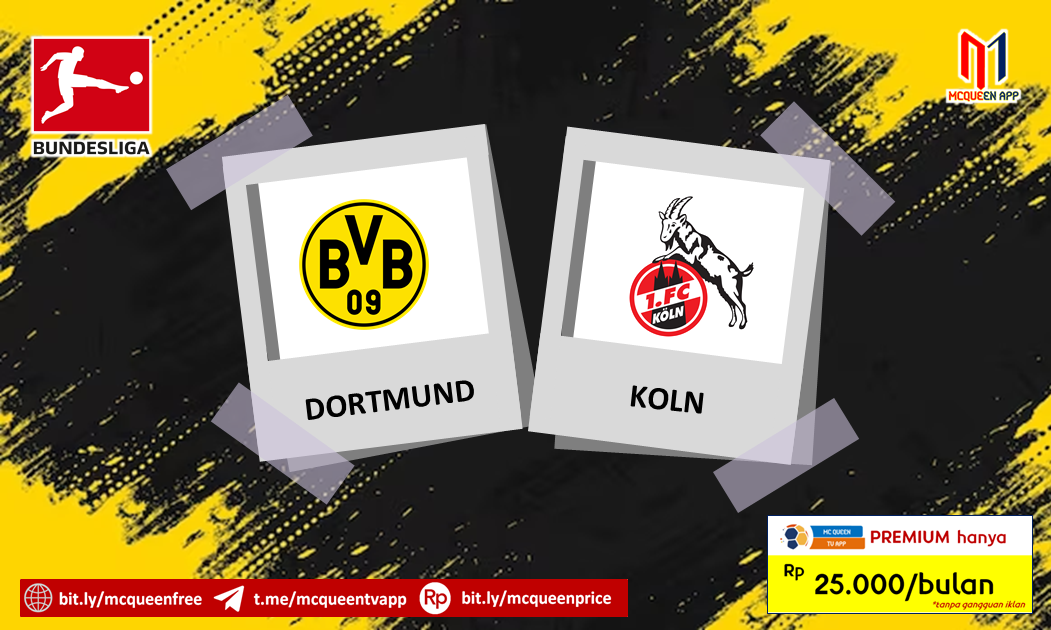 BUNDESLIGA
MCQUEEN APP
BVB
09
1.FC
KÖLN
DORTMUND
KOLN
MC QUEEN
TV APP
PREMIUM hanya
Rp 25.000/bulan
*tanpa gangguan iklan
bit.ly/mcqueenfree
t.me/mcqueentvapp
Rp
bit.ly/mcqueenprice